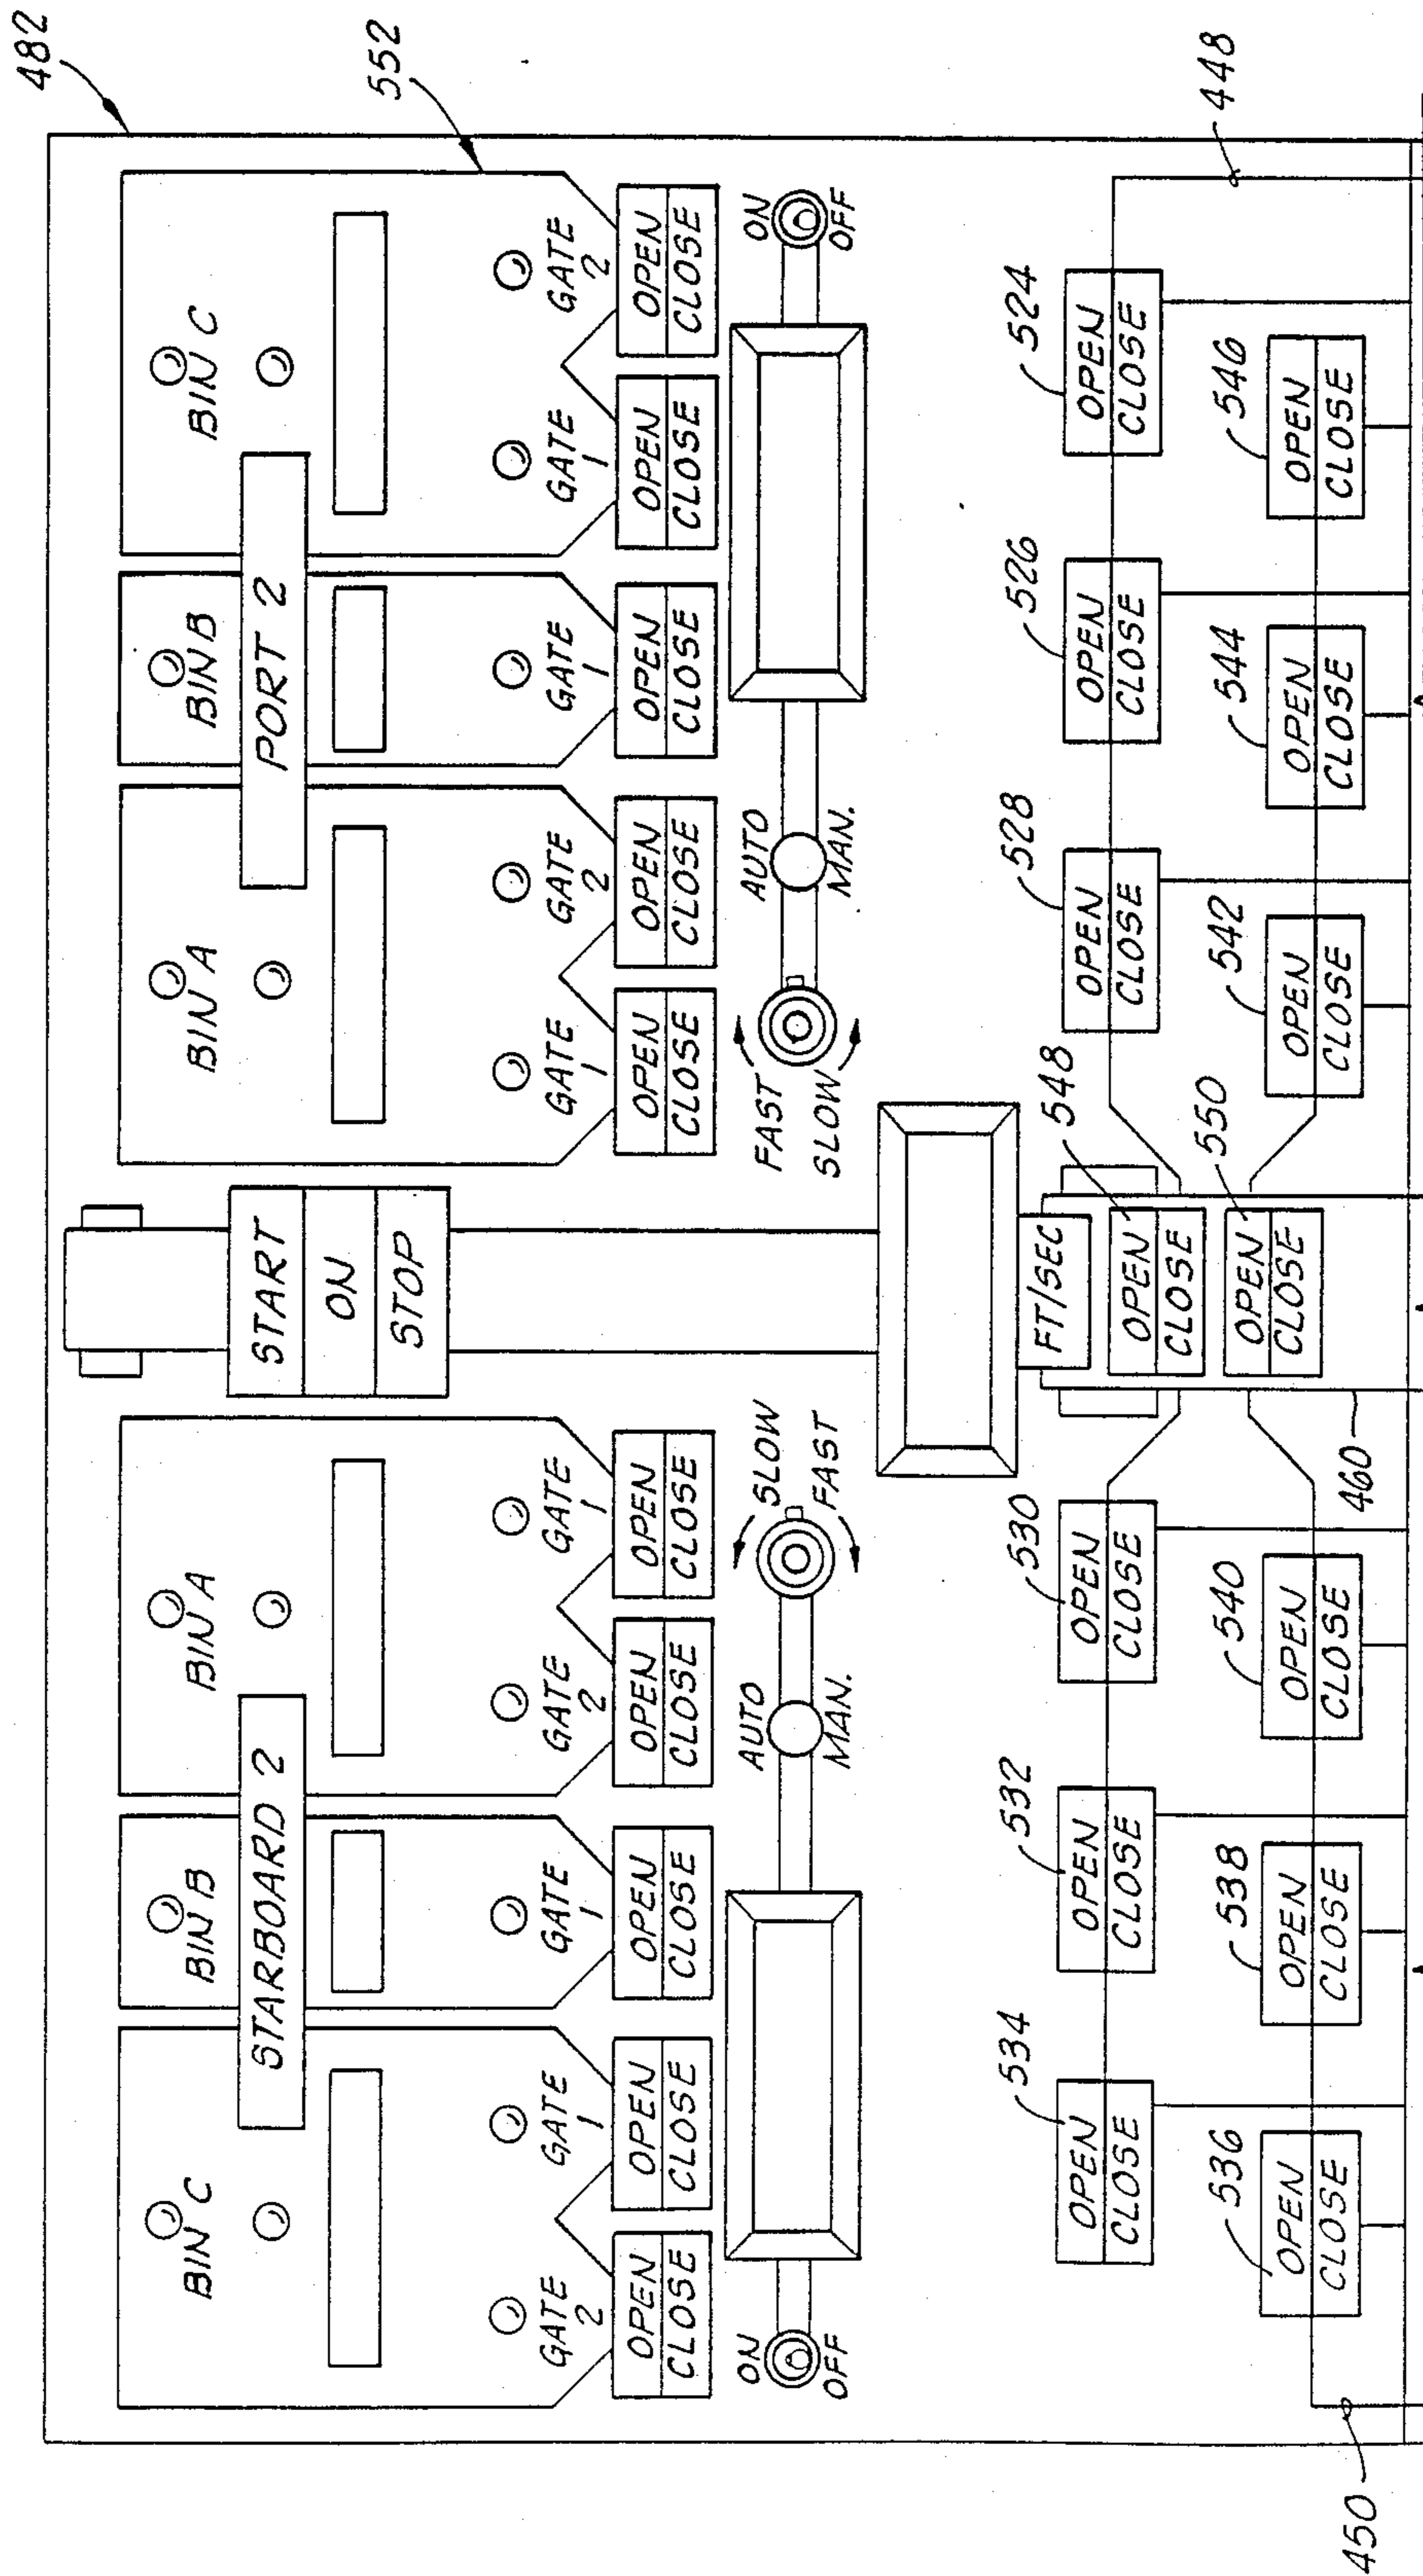 482
552
BIN C
BIN B
BIN A
BIN A
BIN B
BIN C
STARBOARD 2
START
ON
STOP
PORT 2
GATE
2
GATE
1
GATE
1
GATE
2
GATE
1
GATE
1
GATE
2
GATE
1
GATE
1
GATE
2
OPEN
CLOSE
OPEN
CLOSE
OPEN
CLOSE
OPEN
CLOSE
OPEN
CLOSE
OPEN
CLOSE
OPEN
CLOSE
OPEN
CLOSE
OPEN
CLOSE
OPEN
CLOSE
ON
OFF
AUTO
MAN.
SLOW
FAST
FAST
SLOW
AUTO
MAN.
ON
OFF
FT/SEC
534
532
530
548
528
526
524
448
OPEN
CLOSE
OPEN
CLOSE
OPEN
CLOSE
OPEN
CLOSE
OPEN
CLOSE
OPEN
CLOSE
OPEN
CLOSE
536
538
540
550
542
544
546
OPEN
CLOSE
OPEN
CLOSE
OPEN
CLOSE
OPEN
CLOSE
OPEN
CLOSE
OPEN
CLOSE
OPEN
CLOSE
450
460